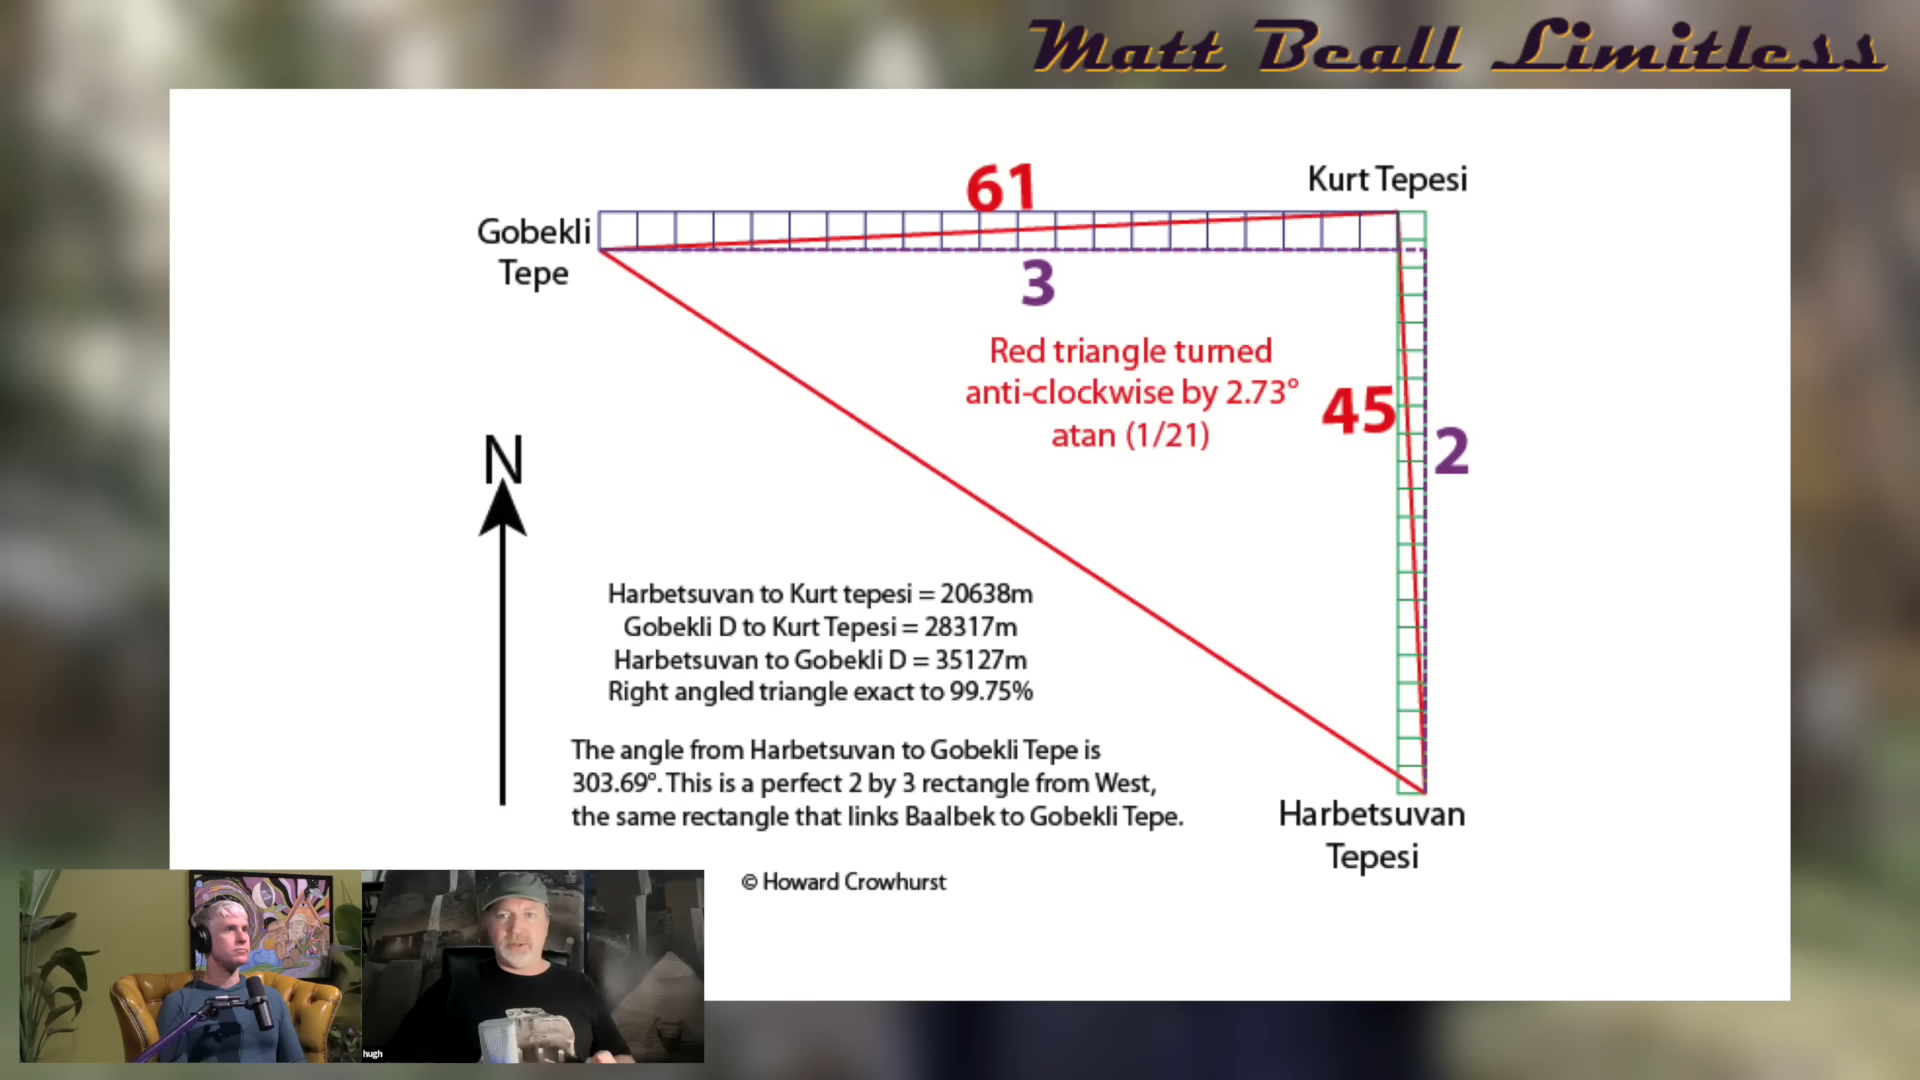 Matt Beall Limitless
61
Kurt Tepesi
Gobekli
Tepe
3
Red triangle turned
anti-clockwise by 2.73°
atan (1/21)
45
2
N
Harbetsuvan to Kurt tepesi = 20638m
Gobekli D to Kurt Tepesi = 28317m
Harbetsuvan to Gobekli D = 35127m
Right angled triangle exact to 99.75%
The angle from Harbetsuvan to Gobekli Tepe is
303.69°. This is a perfect 2 by 3 rectangle from West,
the same rectangle that links Baalbek to Gobekli Tepe.
Harbetsuvan
Tepesi
© Howard Crowhurst
hugh